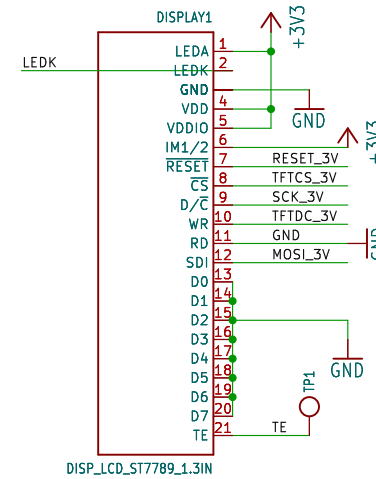 DISPLAY1
+3V3
LEDK
LEDA 1
LEDK 2
GND
VDD 4
GND
VDDIO 5
+3V3
IM1/2 6
RESET 7 RESET_3V
CS 8 TFTCS_3V
D/C 9 SCK_3V
WR 10 TFTDC_3V
RD 11 GND
GND
SDI 12 MOSI_3V
D0 13
D1 14
D2 15
D3 16
D4 17
GND
D5 18
TP1
D6 19
D7 20
TE 21 TE
DISP_LCD_ST7789_1.3IN